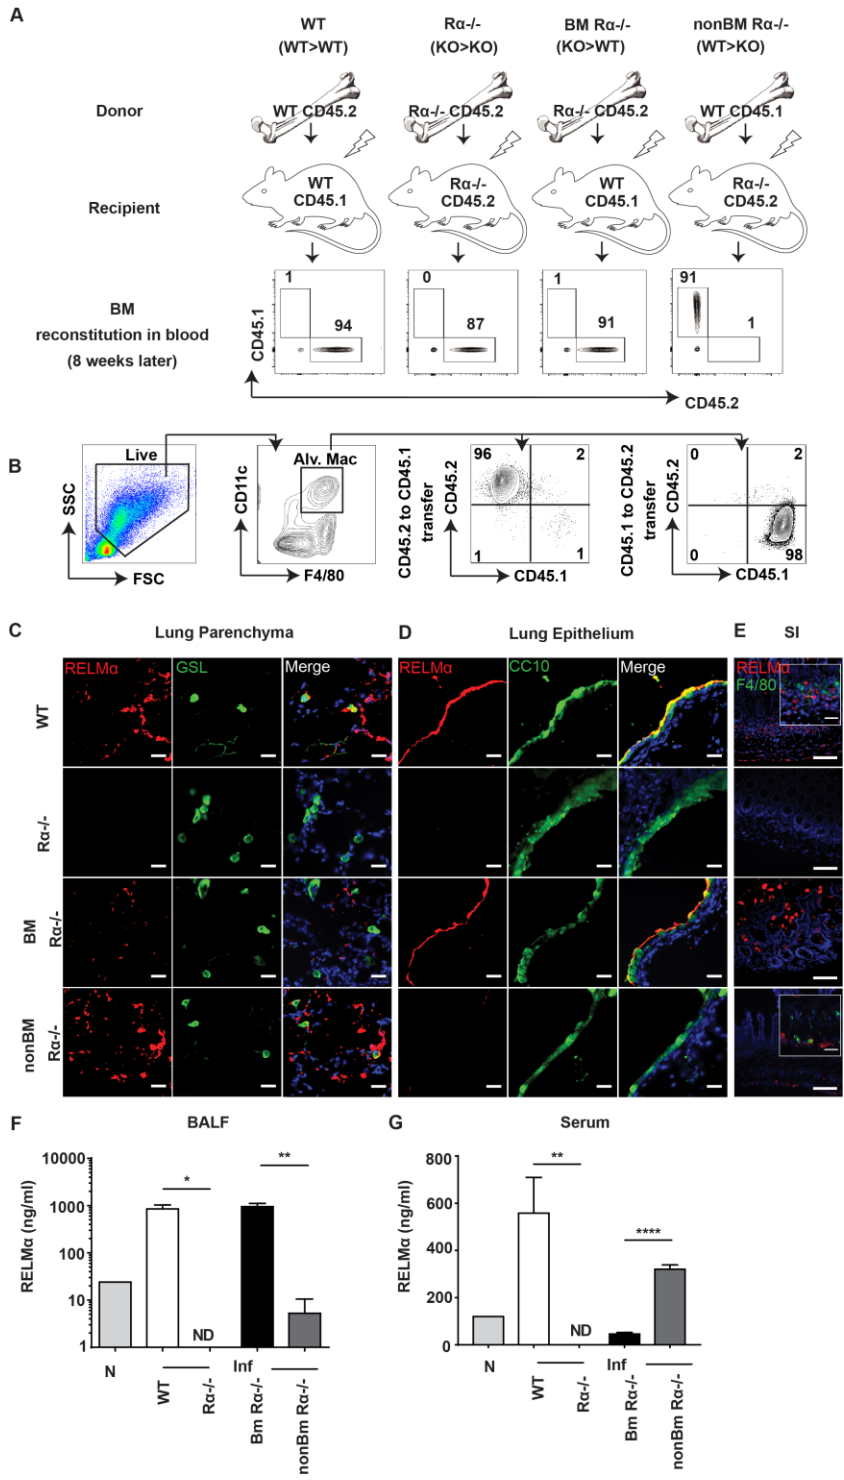 A
WT Rα-/- BM Rα-/- nonBM Rα-/-
(WT>WT) (KO>KO) (KO>WT) (WT>KO)
Donor WT CD45.2 Rα-/- CD45.2 Rα-/- CD45.2 WT CD45.1
Recipient
WT Rα-/- WT Rα-/-
CD45.1 CD45.2 CD45.1 CD45.2
1 0 1 91
94 87 91 1
BM
reconstitution in blood
(8 weeks later)
CD45.1
CD45.2
B
Live
SSC
FSC
Alv. Mac
CD11c
F4/80
CD45.2 to CD45.1
transfer
CD45.2
96 2
1 1
CD45.1
CD45.1 to CD45.2
transfer
CD45.2
0 2
0 98
CD45.1
C Lung Parenchyma
RELMα GSL Merge
D Lung Epithelium
RELMα CC10 Merge
E SI
RELMα
F4/80
WT
Rα-/-
BM
Rα-/-
nonBM
Rα-/-
F BALF
RELMα (ng/ml)
10000
1000
100
10
1
*
**
ND
N
WT
Rα-/-
Inf
Bm Rα-/-
nonBm Rα-/-
G Serum
RELMα (ng/ml)
800
600
400
200
0
**
****
ND
N
WT
Rα-/-
Inf
Bm Rα-/-
nonBm Rα-/-